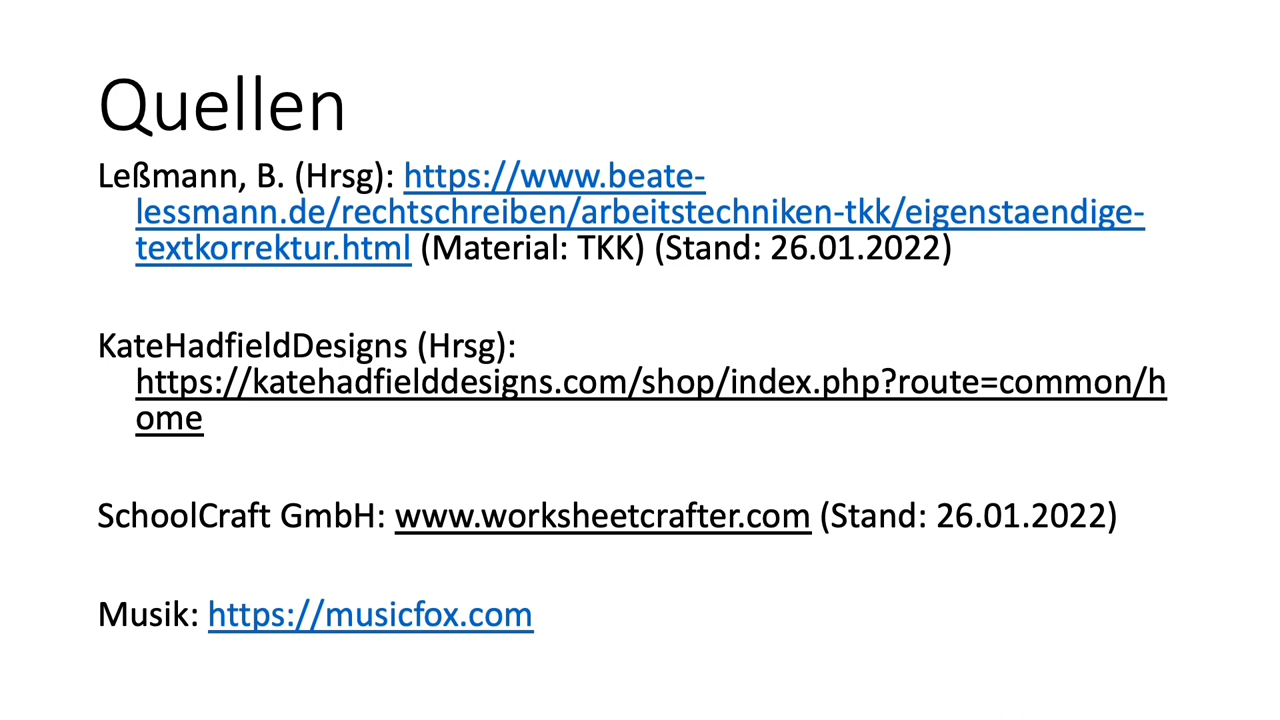 Quellen
Leßmann, B. (Hrsg): https://www.beate-
lessmann.de/rechtschreiben/arbeitstechniken-tkk/eigenstaendige-
textkorrektur.html (Material: TKK) (Stand: 26.01.2022)
KateHadfieldDesigns (Hrsg):
https://katehadfielddesigns.com/shop/index.php?route=common/h
ome
SchoolCraft GmbH: www.worksheetcrafter.com (Stand: 26.01.2022)
Musik: https://musicfox.com